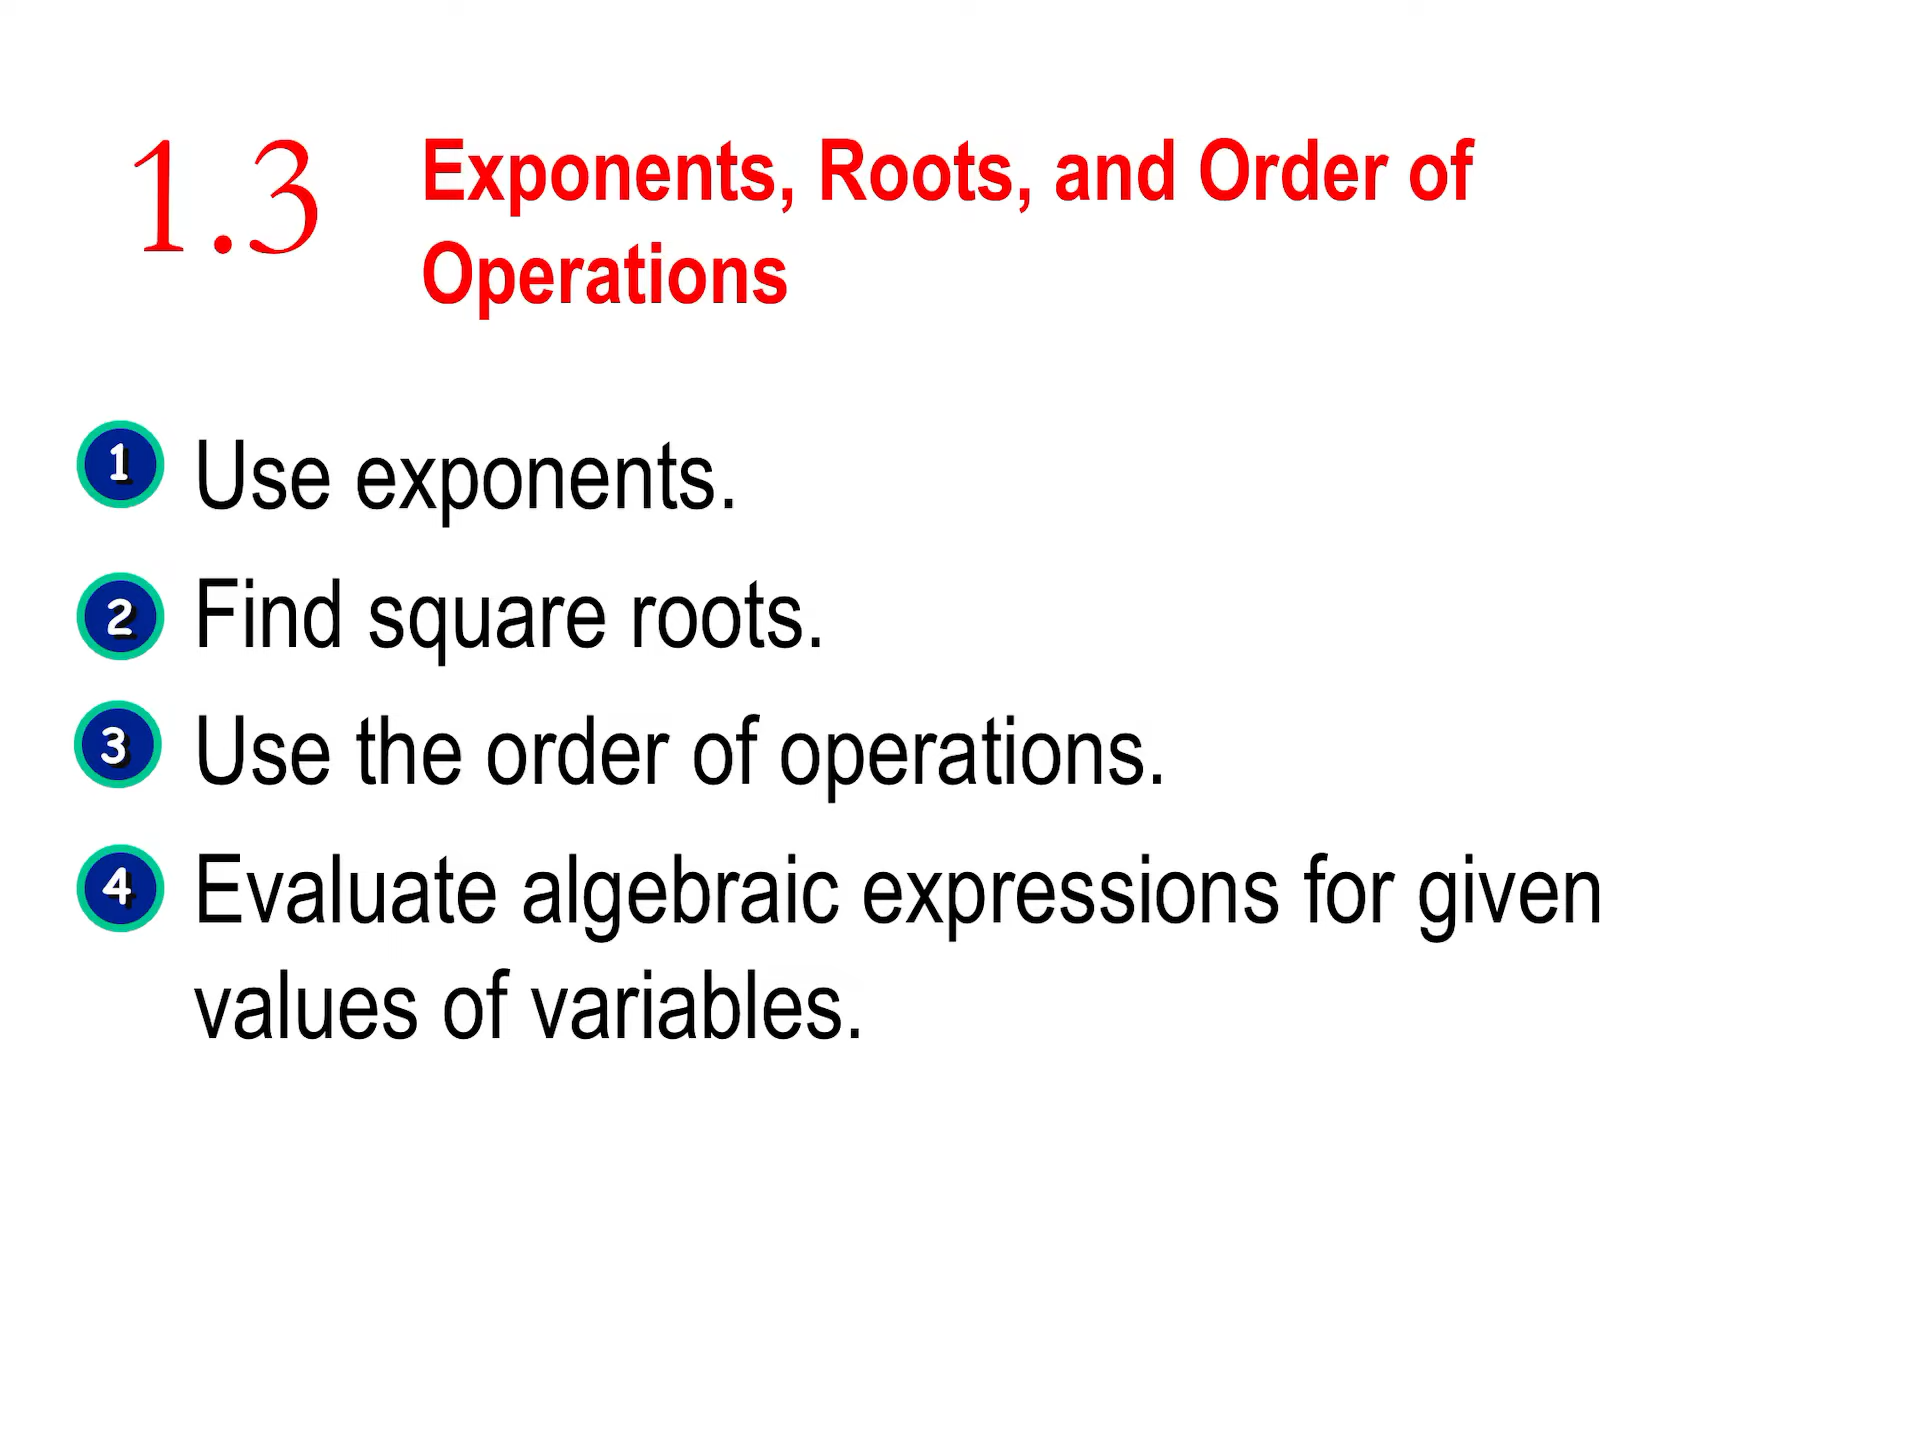 1.3
Exponents, Roots, and Order of
Operations
1 Use exponents.
2 Find square roots.
3 Use the order of operations.
4 Evaluate algebraic expressions for given
values of variables.